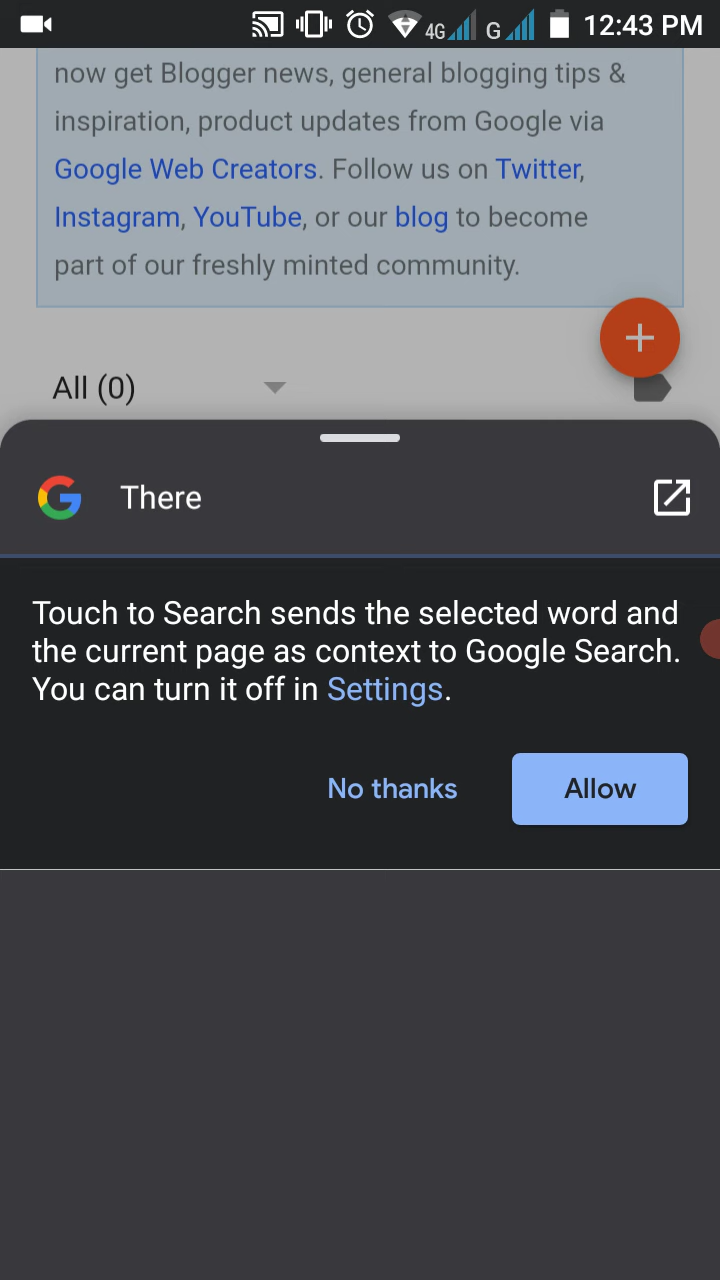 4G G 12:43 PM
now get Blogger news, general blogging tips &
inspiration, product updates from Google via
Google Web Creators. Follow us on Twitter,
Instagram, YouTube, or our blog to become
part of our freshly minted community.
+
All (0)
G There
Touch to Search sends the selected word and
the current page as context to Google Search.
You can turn it off in Settings.
No thanks Allow